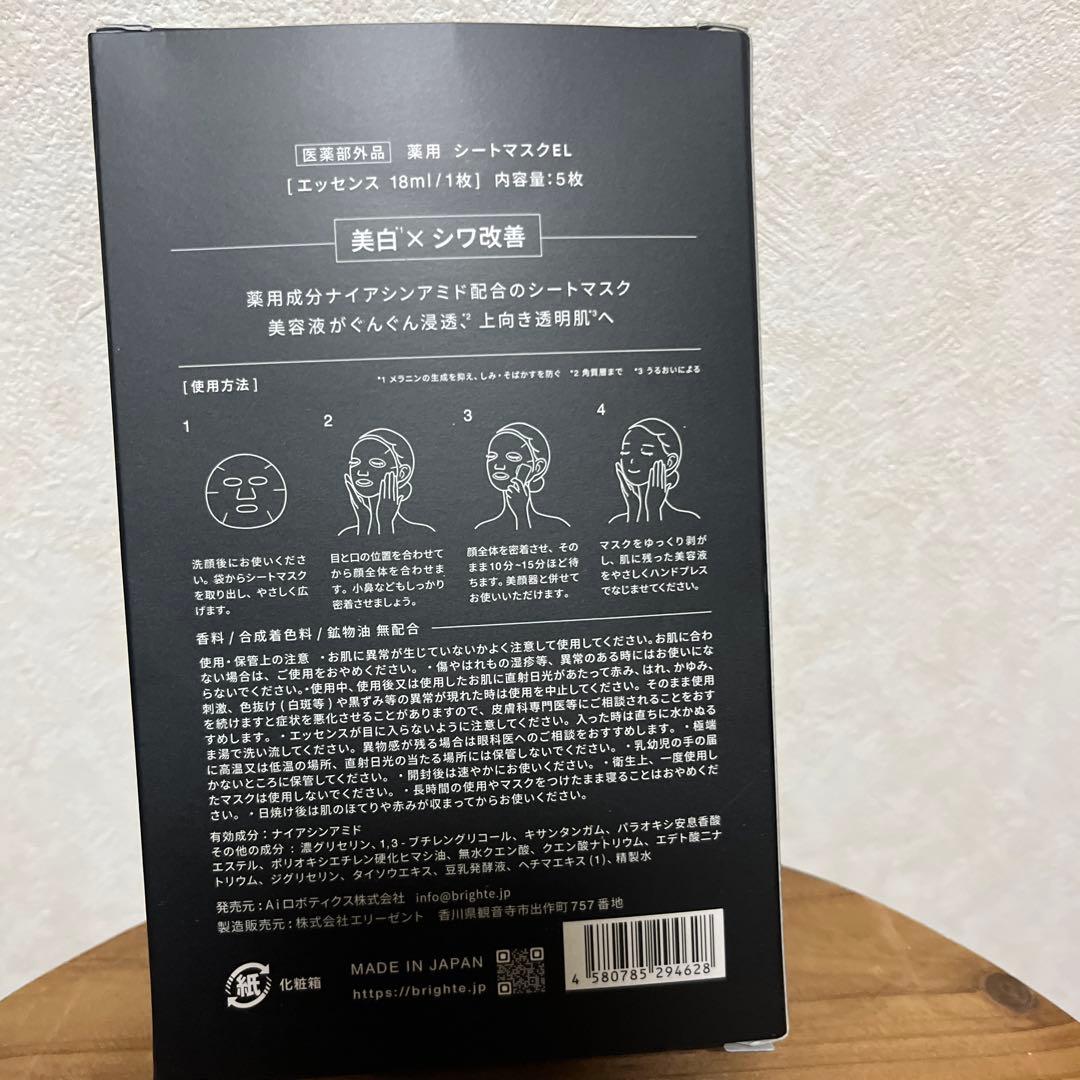 医薬部外品 薬用 シートマスクEL
[エッセンス 18ml/1枚] 内容量:5枚
美白*1×シワ改善
薬用成分ナイアシンアミド配合のシートマスク
美容液がぐんぐん浸透、*2 上向き透明肌*3へ
*1 メラニンの生成を抑え、しみ・そばかすを防ぐ *2 角質層まで *3 うるおいによる
[使用方法]
1
洗顔後にお使いくださ
い。袋からシートマスク
を取り出し、やさしく広
げます。
2
目と口の位置を合わせて
から顔全体を合わせま
す。小鼻などもしっかり
密着させましょう。
3
顔全体を密着させ、その
まま10分~15分ほど待
ちます。美顔器と併せて
お使いいただけます。
4
マスクをゆっくり剥が
し、肌に残った美容液
をやさしくハンドプレス
でなじませてください。
香料/合成着色料/鉱物油 無配合
使用・保管上の注意 ・お肌に異常が生じていないかよく注意して使用してください。お肌に合わ
ない場合は、ご使用をおやめください。・傷やはれもの湿疹等、異常のある時にはお使いにな
らないでください。・使用中、使用後又は使用したお肌に直射日光があたって赤み、はれ、かゆみ、
刺激、色抜け(白斑等)や黒ずみ等の異常が現れた時は使用を中止してください。そのまま使用
を続けますと症状を悪化させることがありますので、皮膚科専門医等にご相談されることをおす
すめします。・エッセンスが目に入らないように注意してください。入った時は直ちに水かぬる
ま湯で洗い流してください。異物感が残る場合は眼科医へのご相談をおすすめします。・極端
に高温又は低温の場所、直射日光の当たる場所には保管しないでください。・乳幼児の手の届
かないところに保管してください。・開封後は速やかにお使いください。・衛生上、一度使用し
たマスクは使用しないでください。・長時間の使用やマスクをつけたまま寝ることはおやめくだ
さい。・日焼け後は肌のほてりや赤みが収まってからお使いください。
有効成分:ナイアシンアミド
その他の成分:濃グリセリン、1,3-ブチレングリコール、キサンタンガム、パラオキシ安息香酸
エステル、ポリオキシエチレン硬化ヒマシ油、無水クエン酸、クエン酸ナトリウム、エデト酸二ナ
トリウム、ジグリセリン、タイソウエキス、豆乳発酵液、ヘチマエキス(1)、精製水
発売元:Aiロボティクス株式会社 info@brighte.jp
製造販売元:株式会社エリーゼント 香川県観音寺市出作町757番地
紙 化粧箱
MADE IN JAPAN
https://brighte.jp
4 580785 294628